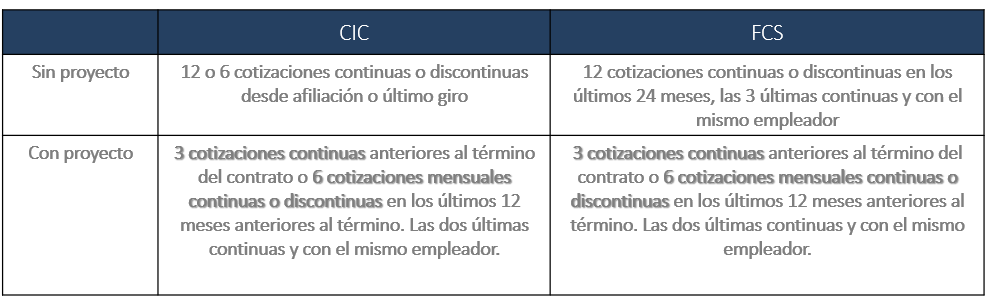 CIC
FCS
Sin proyecto
12 o 6 cotizaciones continuas o discontinuas
desde afiliación o último giro
12 cotizaciones continuas o discontinuas en los
últimos 24 meses, las 3 últimas continuas y con el
mismo empleador
Con proyecto
3 cotizaciones continuas anteriores al término
del contrato o 6 cotizaciones mensuales
continuas o discontinuas en los últimos 12
meses anteriores al término. Las dos últimas
continuas y con el mismo empleador.
3 cotizaciones continuas anteriores al término del
contrato o 6 cotizaciones mensuales continuas o
discontinuas en los últimos 12 meses anteriores al
término. Las dos últimas continuas y con el mismo
empleador.